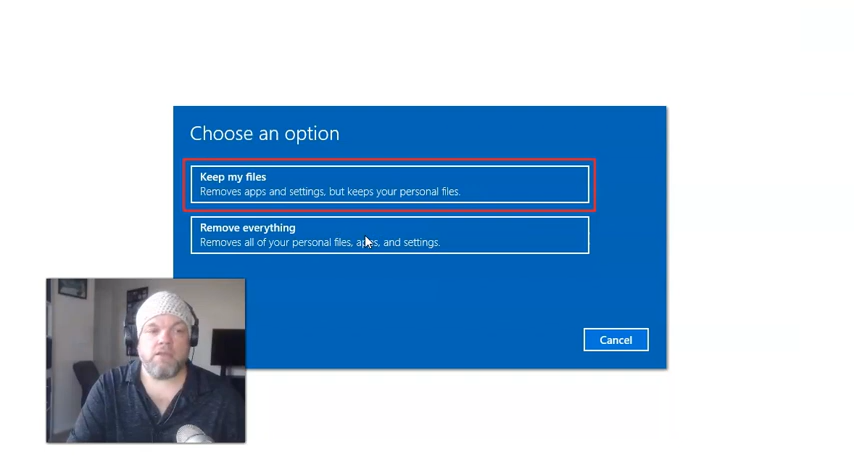 Choose an option
Keep my files
Removes apps and settings, but keeps your personal files.
Remove everything
Removes all of your personal files, apps, and settings.
Cancel